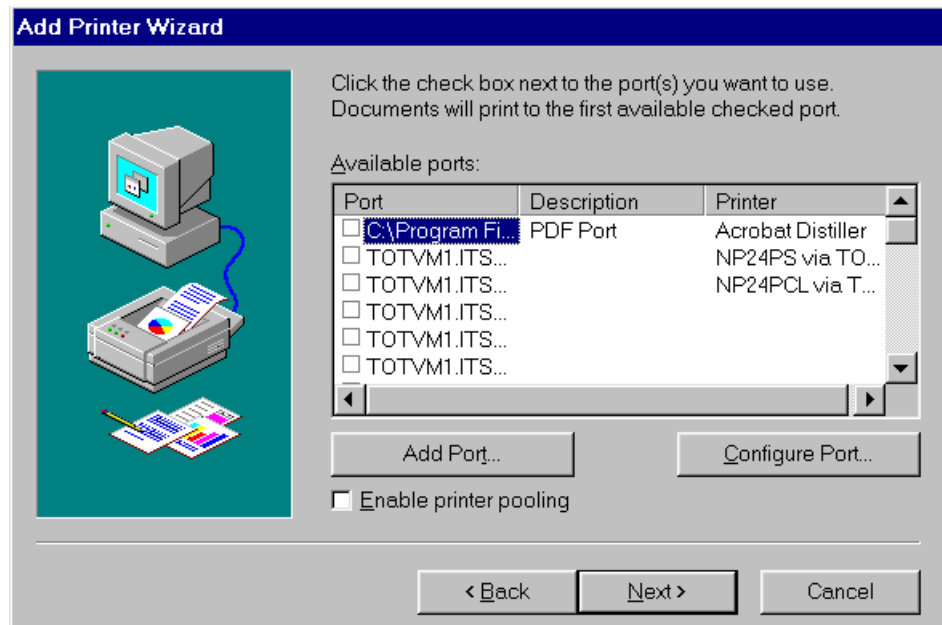 Add Printer Wizard
Click the check box next to the port(s) you want to use.
Documents will print to the first available checked port.
Available ports:
Port Description Printer
C:\Program Fi... PDF Port Acrobat Distiller
TOTVM1.ITS... NP24PS via TO...
TOTVM1.ITS... NP24PCL via T...
TOTVM1.ITS...
TOTVM1.ITS...
TOTVM1.ITS...
Add Port... Configure Port...
Enable printer pooling
< Back Next > Cancel